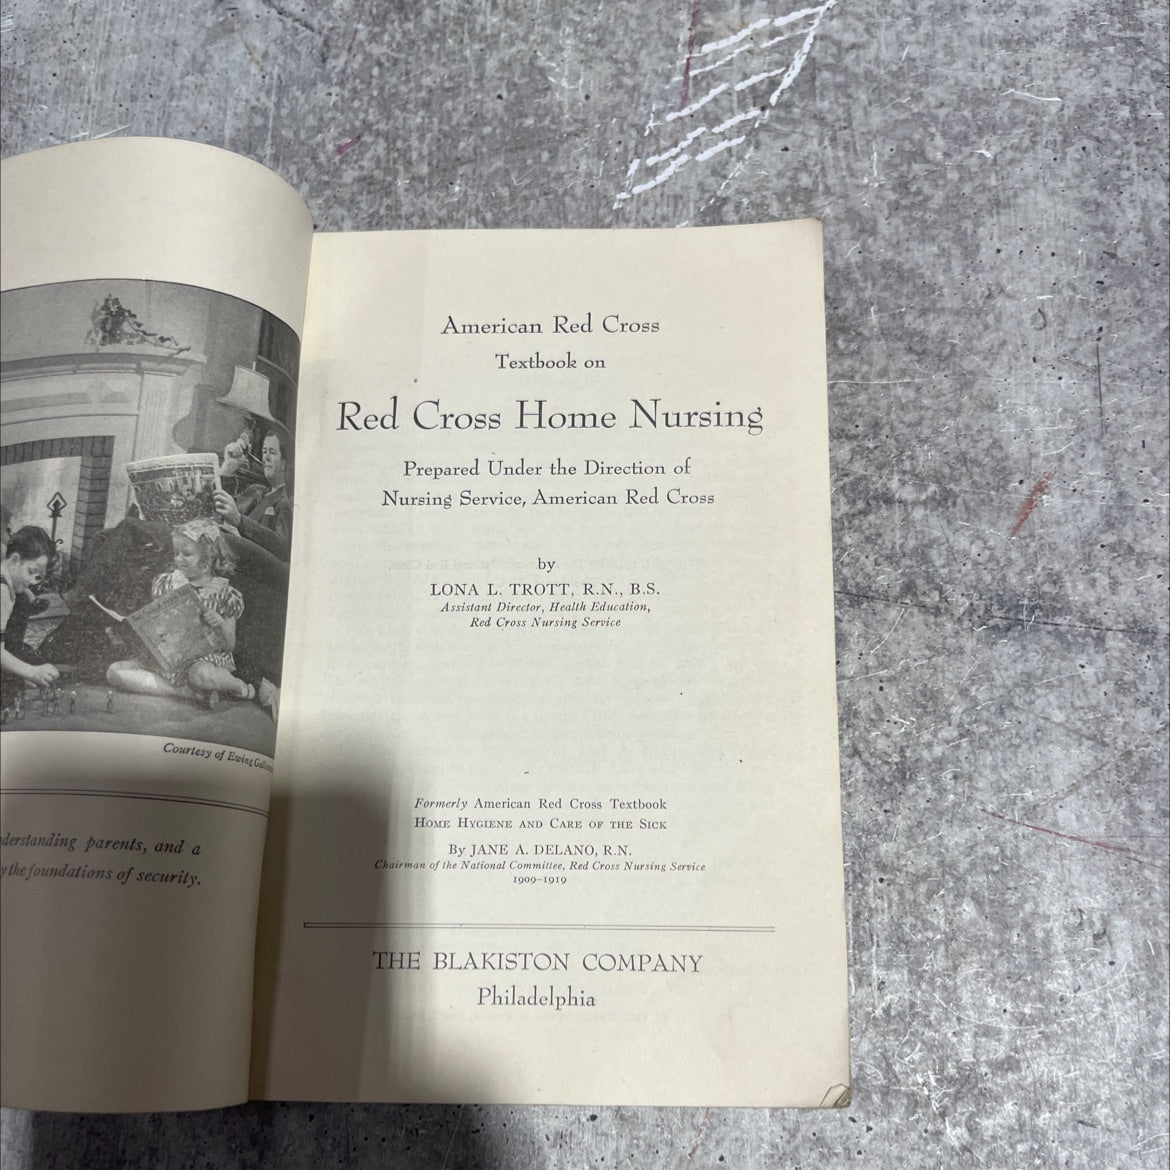 Courtesy of Ewing
derstanding parents, and a
the foundations of security.
American Red Cross
Textbook on
Red Cross Home Nursing
Prepared Under the Direction of
Nursing Service, American Red Cross
by
LONA L. TROTT, R.N., B.S.
Assistant Director, Health Education,
Red Cross Nursing Service
Formerly American Red Cross Textbook
HOME HYGIENE AND CARE OF THE SICK
By JANE A. DELANO, R.N.
Chairman of the National Committee, Red Cross Nursing Service
1909–1919
THE BLAKISTON COMPANY
Philadelphia